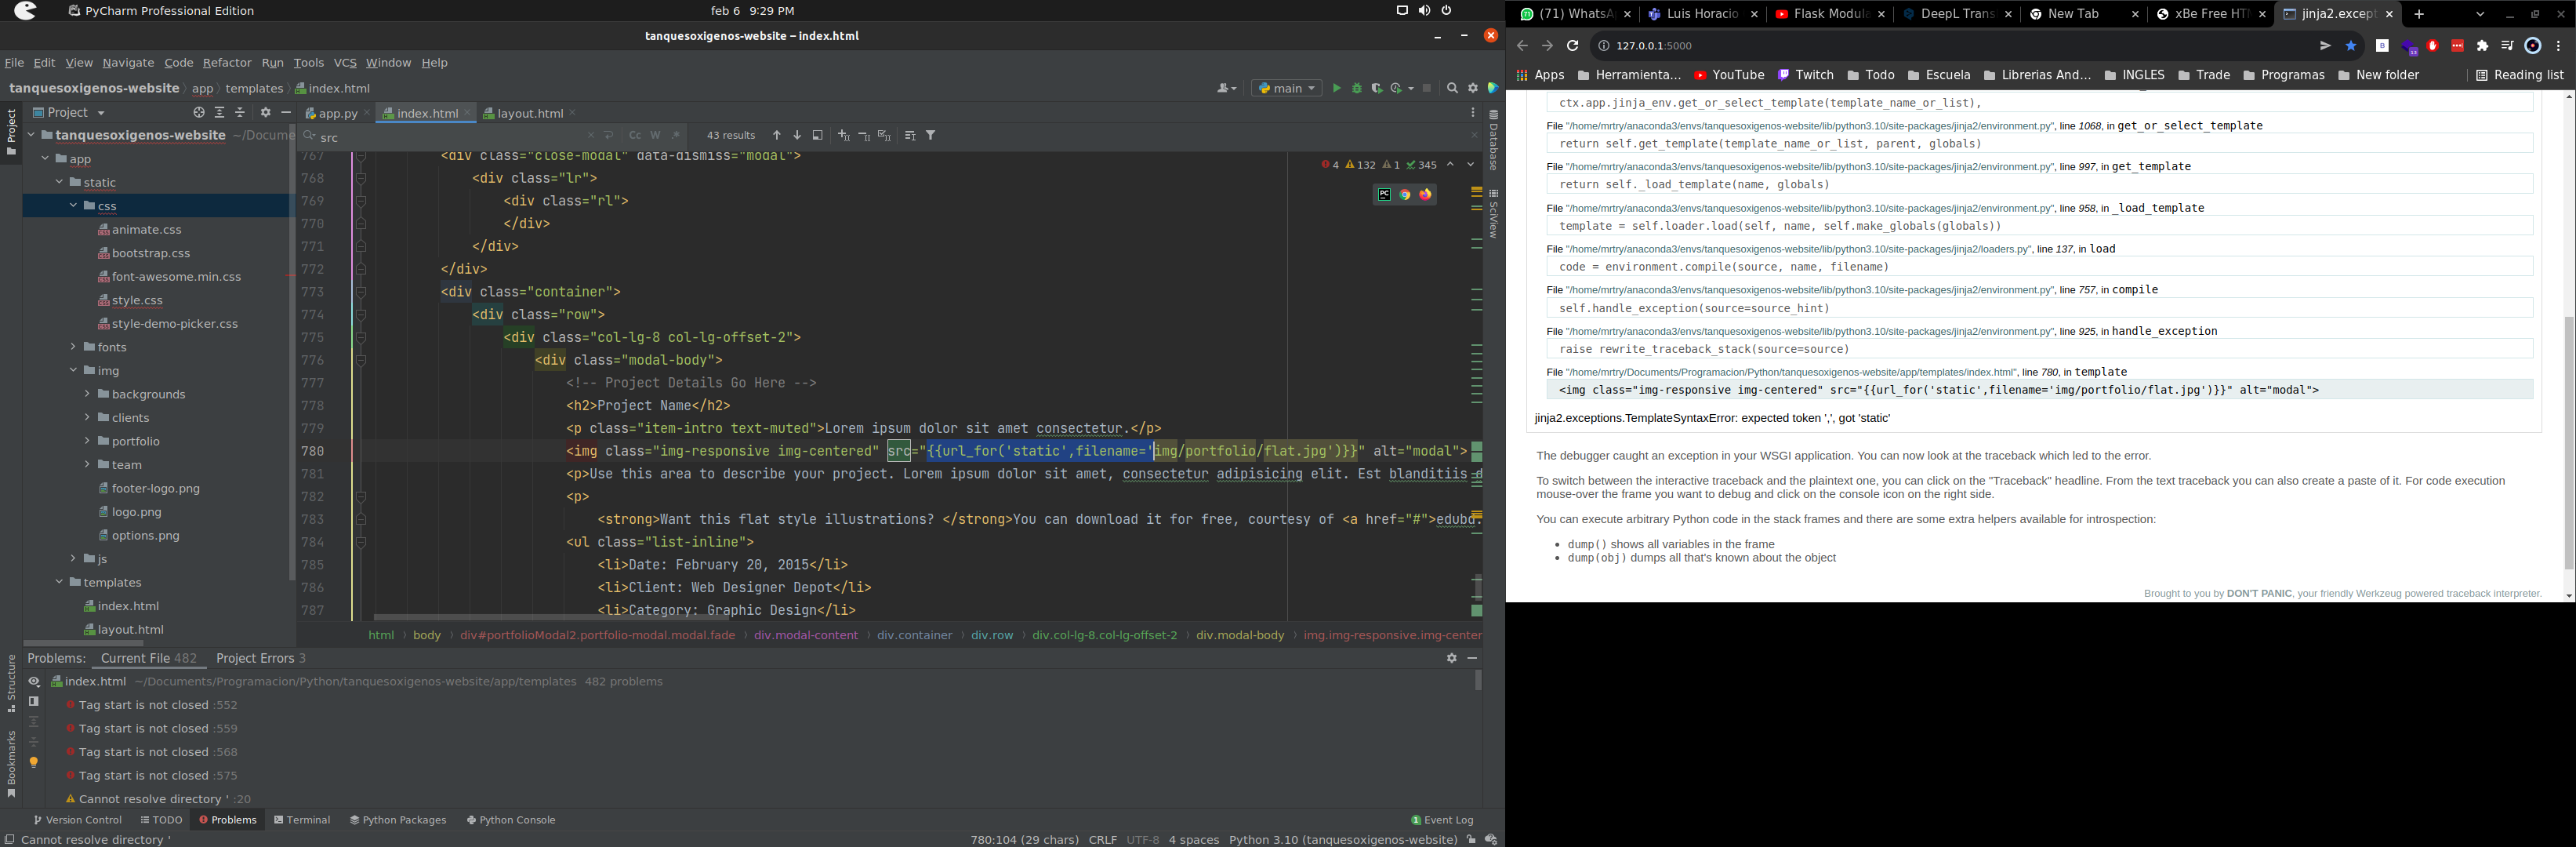 PyCharm Professional Edition
feb 6 9:29 PM
tanquesoxigenos-website – index.html
File Edit View Navigate Code Refactor Run Tools VCS Window Help
tanquesoxigenos-website app templates index.html
main
Project
app.py index.html layout.html
src
Cc W
43 results
4 132 1 345
Project
Structure
Bookmarks
Database
SciView
tanquesoxigenos-website ~/Docume
app
static
css
animate.css
bootstrap.css
font-awesome.min.css
style.css
style-demo-picker.css
fonts
img
backgrounds
clients
portfolio
team
footer-logo.png
logo.png
options.png
js
templates
index.html
layout.html
767 <div class="close-modal" data-dismiss="modal">
768 <div class="lr">
769 <div class="rl">
770 </div>
771 </div>
772 </div>
773 <div class="container">
774 <div class="row">
775 <div class="col-lg-8 col-lg-offset-2">
776 <div class="modal-body">
777 <!-- Project Details Go Here -->
778 <h2>Project Name</h2>
779 <p class="item-intro text-muted">Lorem ipsum dolor sit amet consectetur.</p>
780 <img class="img-responsive img-centered" src="{{url_for('static',filename='img/portfolio/flat.jpg')}}" alt="modal">
781 <p>Use this area to describe your project. Lorem ipsum dolor sit amet, consectetur adipisicing elit. Est blanditiis d
782 <p>
783 <strong>Want this flat style illustrations? </strong>You can download it for free, courtesy of <a href="#">edubd.
784 <ul class="list-inline">
785 <li>Date: February 20, 2015</li>
786 <li>Client: Web Designer Depot</li>
787 <li>Category: Graphic Design</li>
html body div#portfolioModal2.portfolio-modal.modal.fade div.modal-content div.container div.row div.col-lg-8.col-lg-offset-2 div.modal-body img.img-responsive.img-center
Problems: Current File 482 Project Errors 3
index.html ~/Documents/Programacion/Python/tanquesoxigenos-website/app/templates 482 problems
Tag start is not closed :552
Tag start is not closed :559
Tag start is not closed :568
Tag start is not closed :575
Cannot resolve directory ' :20
Version Control TODO Problems Terminal Python Packages Python Console
1 Event Log
Cannot resolve directory '
780:104 (29 chars) CRLF UTF-8 4 spaces Python 3.10 (tanquesoxigenos-website)
(71) WhatsA Luis Horacio Flask Modula DeepL Trans New Tab xBe Free HT jinja2.except
127.0.0.1:5000
Apps Herramienta... YouTube Twitch Todo Escuela Librerias And... INGLES Trade Programas New folder Reading list
ctx.app.jinja_env.get_or_select_template(template_name_or_list),
File "/home/mrtry/anaconda3/envs/tanquesoxigenos-website/lib/python3.10/site-packages/jinja2/environment.py", line 1068, in get_or_select_template
return self.get_template(template_name_or_list, parent, globals)
File "/home/mrtry/anaconda3/envs/tanquesoxigenos-website/lib/python3.10/site-packages/jinja2/environment.py", line 997, in get_template
return self._load_template(name, globals)
File "/home/mrtry/anaconda3/envs/tanquesoxigenos-website/lib/python3.10/site-packages/jinja2/environment.py", line 958, in _load_template
template = self.loader.load(self, name, self.make_globals(globals))
File "/home/mrtry/anaconda3/envs/tanquesoxigenos-website/lib/python3.10/site-packages/jinja2/loaders.py", line 137, in load
code = environment.compile(source, name, filename)
File "/home/mrtry/anaconda3/envs/tanquesoxigenos-website/lib/python3.10/site-packages/jinja2/environment.py", line 757, in compile
self.handle_exception(source=source_hint)
File "/home/mrtry/anaconda3/envs/tanquesoxigenos-website/lib/python3.10/site-packages/jinja2/environment.py", line 925, in handle_exception
raise rewrite_traceback_stack(source=source)
File "/home/mrtry/Documents/Programacion/Python/tanquesoxigenos-website/app/templates/index.html", line 780, in template
<img class="img-responsive img-centered" src="{{url_for('static',filename='img/portfolio/flat.jpg')}}" alt="modal">
jinja2.exceptions.TemplateSyntaxError: expected token ',', got 'static'
The debugger caught an exception in your WSGI application. You can now look at the traceback which led to the error.
To switch between the interactive traceback and the plaintext one, you can click on the "Traceback" headline. From the text traceback you can also create a paste of it. For code execution
mouse-over the frame you want to debug and click on the console icon on the right side.
You can execute arbitrary Python code in the stack frames and there are some extra helpers available for introspection:
• dump() shows all variables in the frame
• dump(obj) dumps all that's known about the object
Brought to you by DON'T PANIC, your friendly Werkzeug powered traceback interpreter.